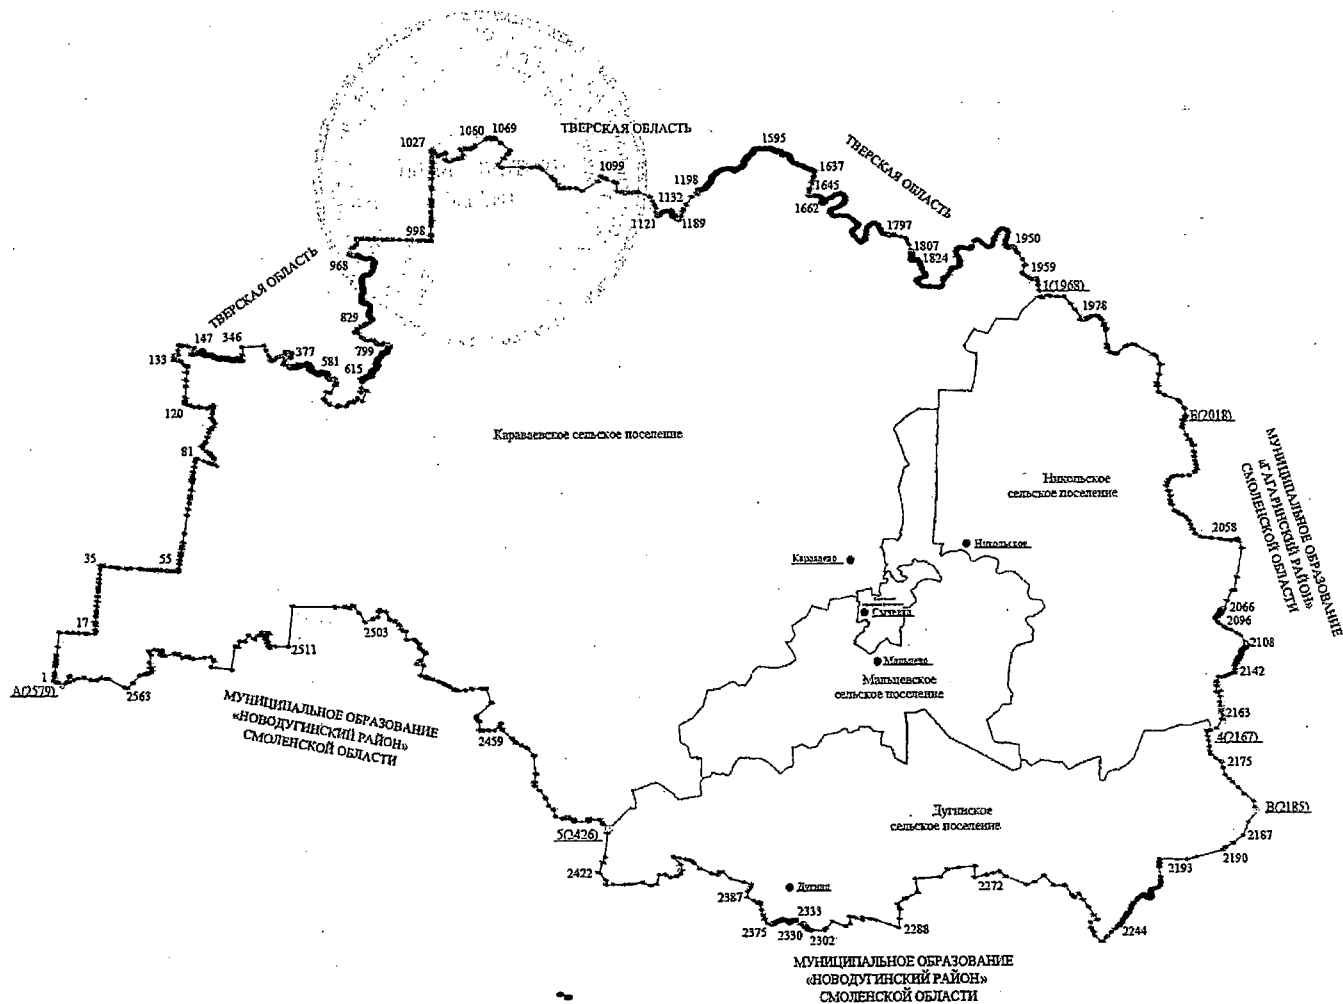 1060
1069
1027
ТВЕРСКАЯ ОБЛАСТЬ
1595
ТВЕРСКАЯ ОБЛАСТЬ
1099
1637
1198
1645
1132
1662
1121
1189
998
1797
1807
1824
1950
968
1959
ТВЕРСКАЯ ОБЛАСТЬ
1(1968)
1978
829
147
346
133
377
799
581
615
120
Б(2018)
Караваевское сельское поселение
81
МУНИЦИПАЛЬНОЕ ОБРАЗОВАНИЕ
«ГАГАРИНСКИЙ РАЙОН»
СМОЛЕНСКОЙ ОБЛАСТИ
Никольское
сельское поселение
2058
Никольское
35
55
Караваево
2066
Сычевка
2096
17
2503
2108
2511
Мальцево
2142
1
Мальцевское
сельское поселение
А(2579)
2563
МУНИЦИПАЛЬНОЕ ОБРАЗОВАНИЕ
«НОВОДУГИНСКИЙ РАЙОН»
СМОЛЕНСКОЙ ОБЛАСТИ
2163
4(2167)
2459
2175
Дугинское
сельское поселение
В(2185)
5(2426)
2187
2190
2193
2422
2272
Дугино
2387
2333
2375
2330
2302
2288
2244
МУНИЦИПАЛЬНОЕ ОБРАЗОВАНИЕ
«НОВОДУГИНСКИЙ РАЙОН»
СМОЛЕНСКОЙ ОБЛАСТИ